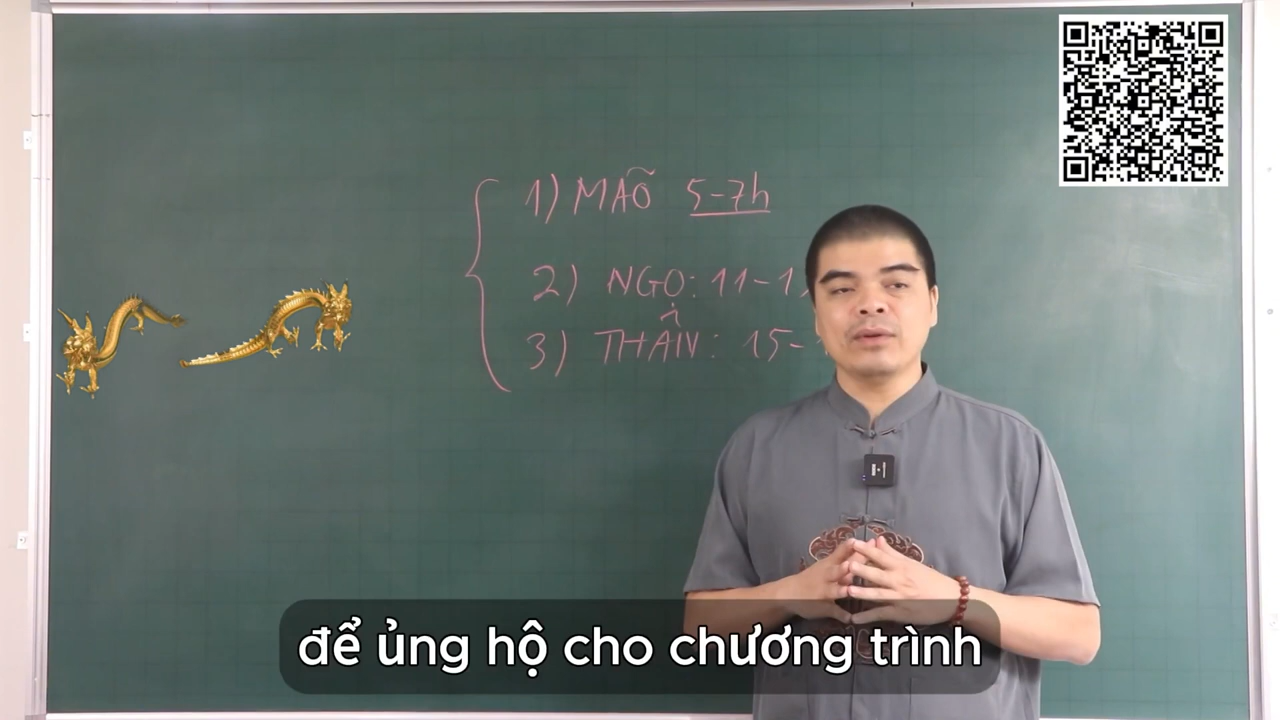 1) MÃO 5-7h
2) NGỌ: 11-1
3) THÂN: 15-
để ủng hộ cho chương trình